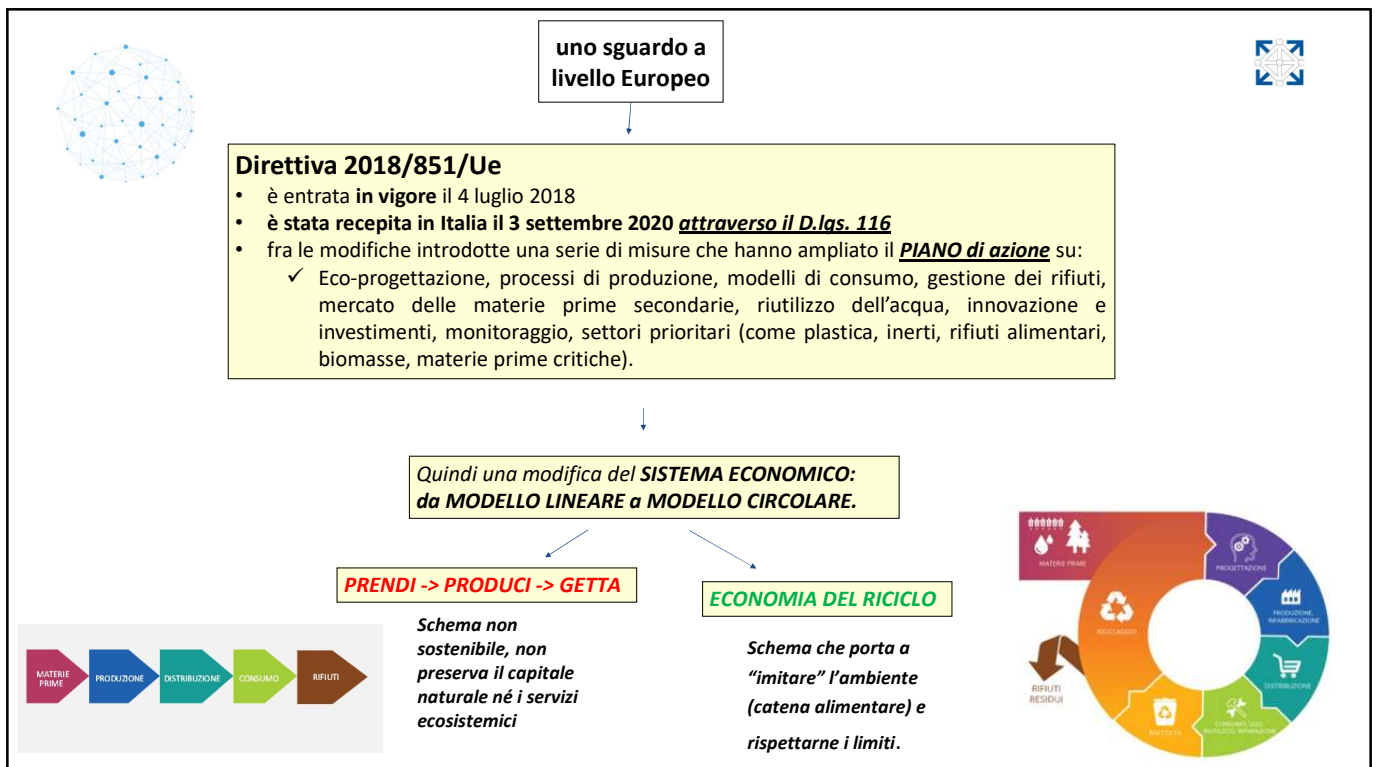 uno sguardo a
livello Europeo
Direttiva 2018/851/Ue
• è entrata in vigore il 4 luglio 2018
• è stata recepita in Italia il 3 settembre 2020 attraverso il D.lgs. 116
• fra le modifiche introdotte una serie di misure che hanno ampliato il PIANO di azione su:
✓ Eco-progettazione, processi di produzione, modelli di consumo, gestione dei rifiuti,
mercato delle materie prime secondarie, riutilizzo dell’acqua, innovazione e
investimenti, monitoraggio, settori prioritari (come plastica, inerti, rifiuti alimentari,
biomasse, materie prime critiche).
Quindi una modifica del SISTEMA ECONOMICO:
da MODELLO LINEARE a MODELLO CIRCOLARE.
PRENDI -> PRODUCI -> GETTA
Schema non
sostenibile, non
preserva il capitale
naturale né i servizi
ecosistemici
ECONOMIA DEL RICICLO
Schema che porta a
“imitare” l’ambiente
(catena alimentare) e
rispettarne i limiti.
MATERIE
PRIME
PRODUZIONE
DISTRIBUZIONE
CONSUMO
RIFIUTI
MATERIE PRIME
PROGETTAZIONE
PRODUZIONE,
RIFABBRICAZIONE
DISTRIBUZIONE
CONSUMO, USO,
RIUTILIZZO, RIPARAZIONE
RACCOLTA
RICICLAGGIO
RIFIUTI
RESIDUI